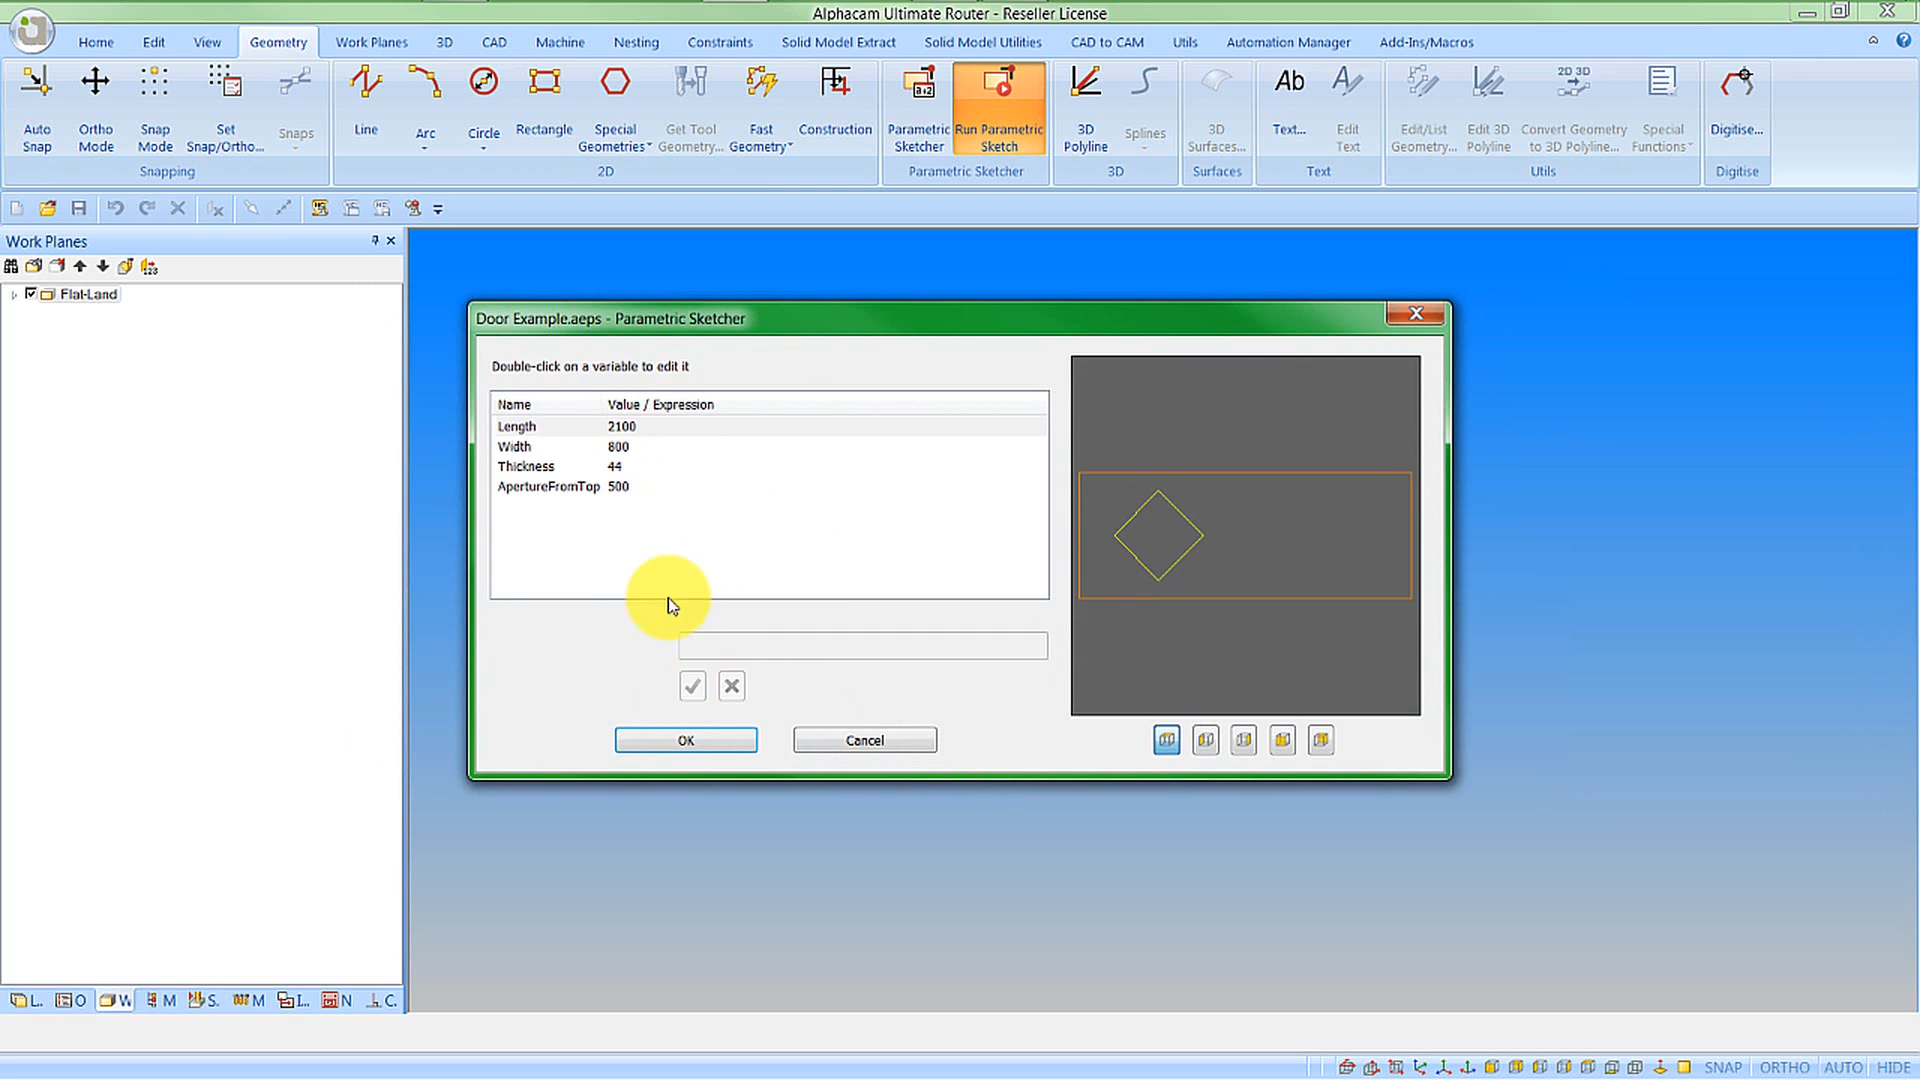 Alphacam Ultimate Router - Reseller License
Home Edit View Geometry Work Planes 3D CAD Machine Nesting Constraints Solid Model Extract Solid Model Utilities CAD to CAM Utils Automation Manager Add-Ins/Macros
Auto Snap
Ortho Mode
Snap Mode
Set Snap/Ortho...
Snaps
Line
Arc
Circle
Rectangle
Special Geometries
Get Tool Geometry...
Fast Geometry
Construction
Parametric Sketcher
Run Parametric Sketch
3D Polyline
Splines
3D Surfaces...
Ab
Text...
Edit Text
Edit/List Geometry...
Edit 3D Polyline
2D 3D
Convert Geometry to 3D Polyline...
Special Functions
Digitise...
Snapping 2D Parametric Sketcher 3D Surfaces Text Utils Digitise
Work Planes
Flat-Land
Door Example.aeps - Parametric Sketcher
Double-click on a variable to edit it
Name Value / Expression
Length 2100
Width 800
Thickness 44
ApertureFromTop 500
OK Cancel
L. O W M S. M I... N C.
SNAP ORTHO AUTO HIDE